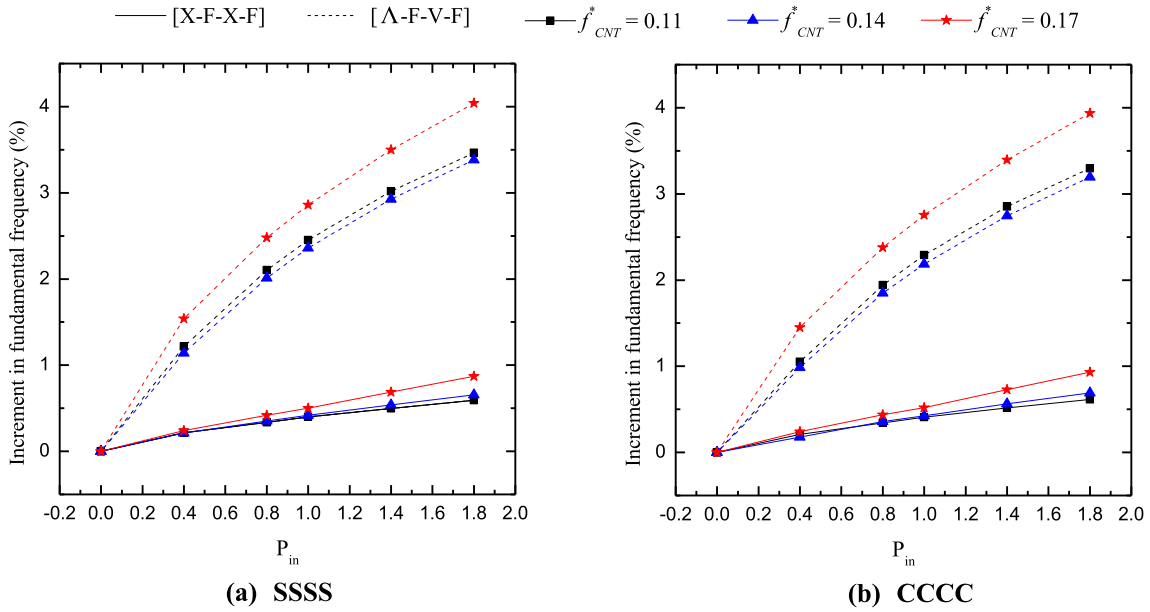 [X-F-X-F] [Λ-F-V-F] f*CNT = 0.11 f*CNT = 0.14 f*CNT = 0.17
Increment in fundamental frequency (%)
4
3
2
1
0
-0.2 0.0 0.2 0.4 0.6 0.8 1.0 1.2 1.4 1.6 1.8 2.0
Pin
(a) SSSS
Increment in fundamental frequency (%)
4
3
2
1
0
-0.2 0.0 0.2 0.4 0.6 0.8 1.0 1.2 1.4 1.6 1.8 2.0
Pin
(b) CCCC